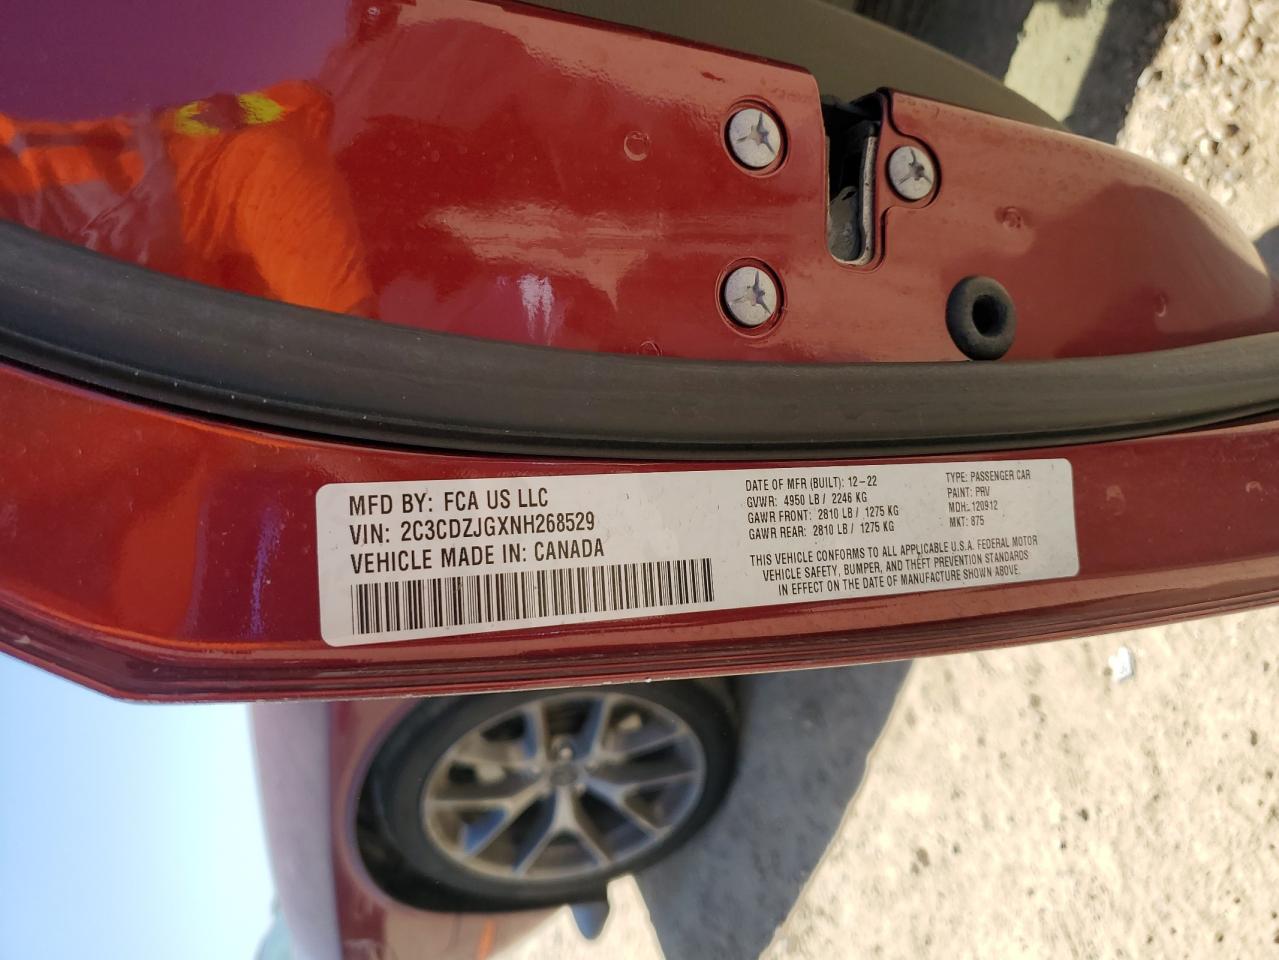 MFD BY: FCA US LLC
VIN: 2C3CDZJGXNH268529
VEHICLE MADE IN: CANADA
DATE OF MFR (BUILT): 12-22
GVWR: 4950 LB / 2246 KG
GAWR FRONT: 2810 LB / 1275 KG
GAWR REAR: 2810 LB / 1275 KG
TYPE: PASSENGER CAR
PAINT: PRV
MDH: 120912
MKT: 875
THIS VEHICLE CONFORMS TO ALL APPLICABLE U.S.A. FEDERAL MOTOR
VEHICLE SAFETY, BUMPER, AND THEFT PREVENTION STANDARDS
IN EFFECT ON THE DATE OF MANUFACTURE SHOWN ABOVE.